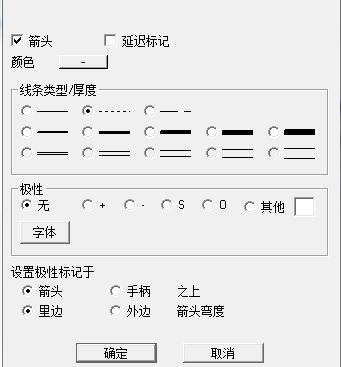 箭头 延迟标记
颜色 -
线条类型/厚度
极性
无 + - S O 其他
字体
设置极性标记于
箭头 手柄 之上
里边 外边 箭头弯度
确定 取消